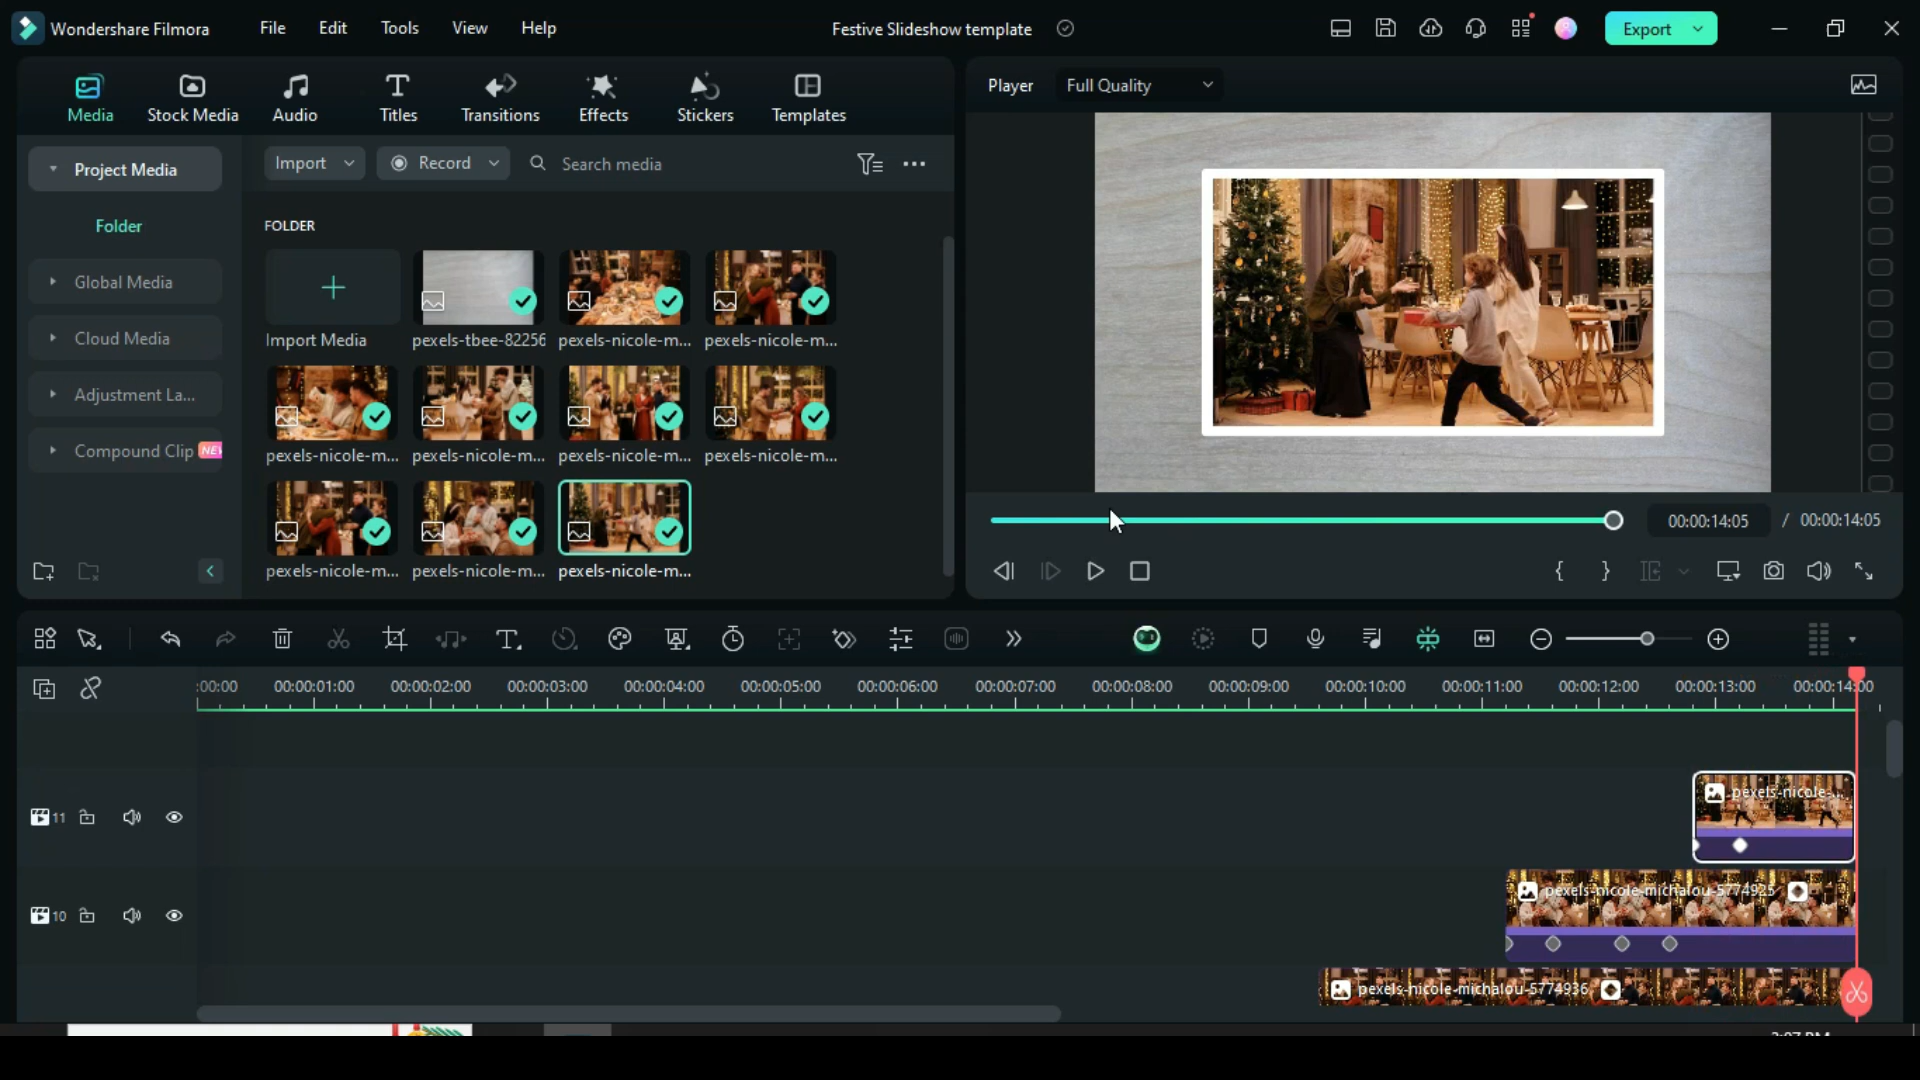 Wondershare Filmora
File
Edit
Tools
View
Help
Festive Slideshow template
Export
Media
Stock Media
Audio
Titles
Transitions
Effects
Stickers
Templates
Player
Full Quality
Project Media
Folder
Global Media
Cloud Media
Adjustment La...
Compound Clip
Import
Record
Search media
FOLDER
Import Media
pexels-tbee-82256
pexels-nicole-m...
pexels-nicole-m...
pexels-nicole-m...
pexels-nicole-m...
pexels-nicole-m...
pexels-nicole-m...
pexels-nicole-m...
pexels-nicole-m...
pexels-nicole-m...
00:00:14:05 / 00:00:14:05
:00:00
00:00:01:00
00:00:02:00
00:00:03:00
00:00:04:00
00:00:05:00
00:00:06:00
00:00:07:00
00:00:08:00
00:00:09:00
00:00:10:00
00:00:11:00
00:00:12:00
00:00:13:00
00:00:14:00
11
pexels-nicole-...
10
pexels-nicole-michalou-5774925
pexels-nicole-michalou-5774936